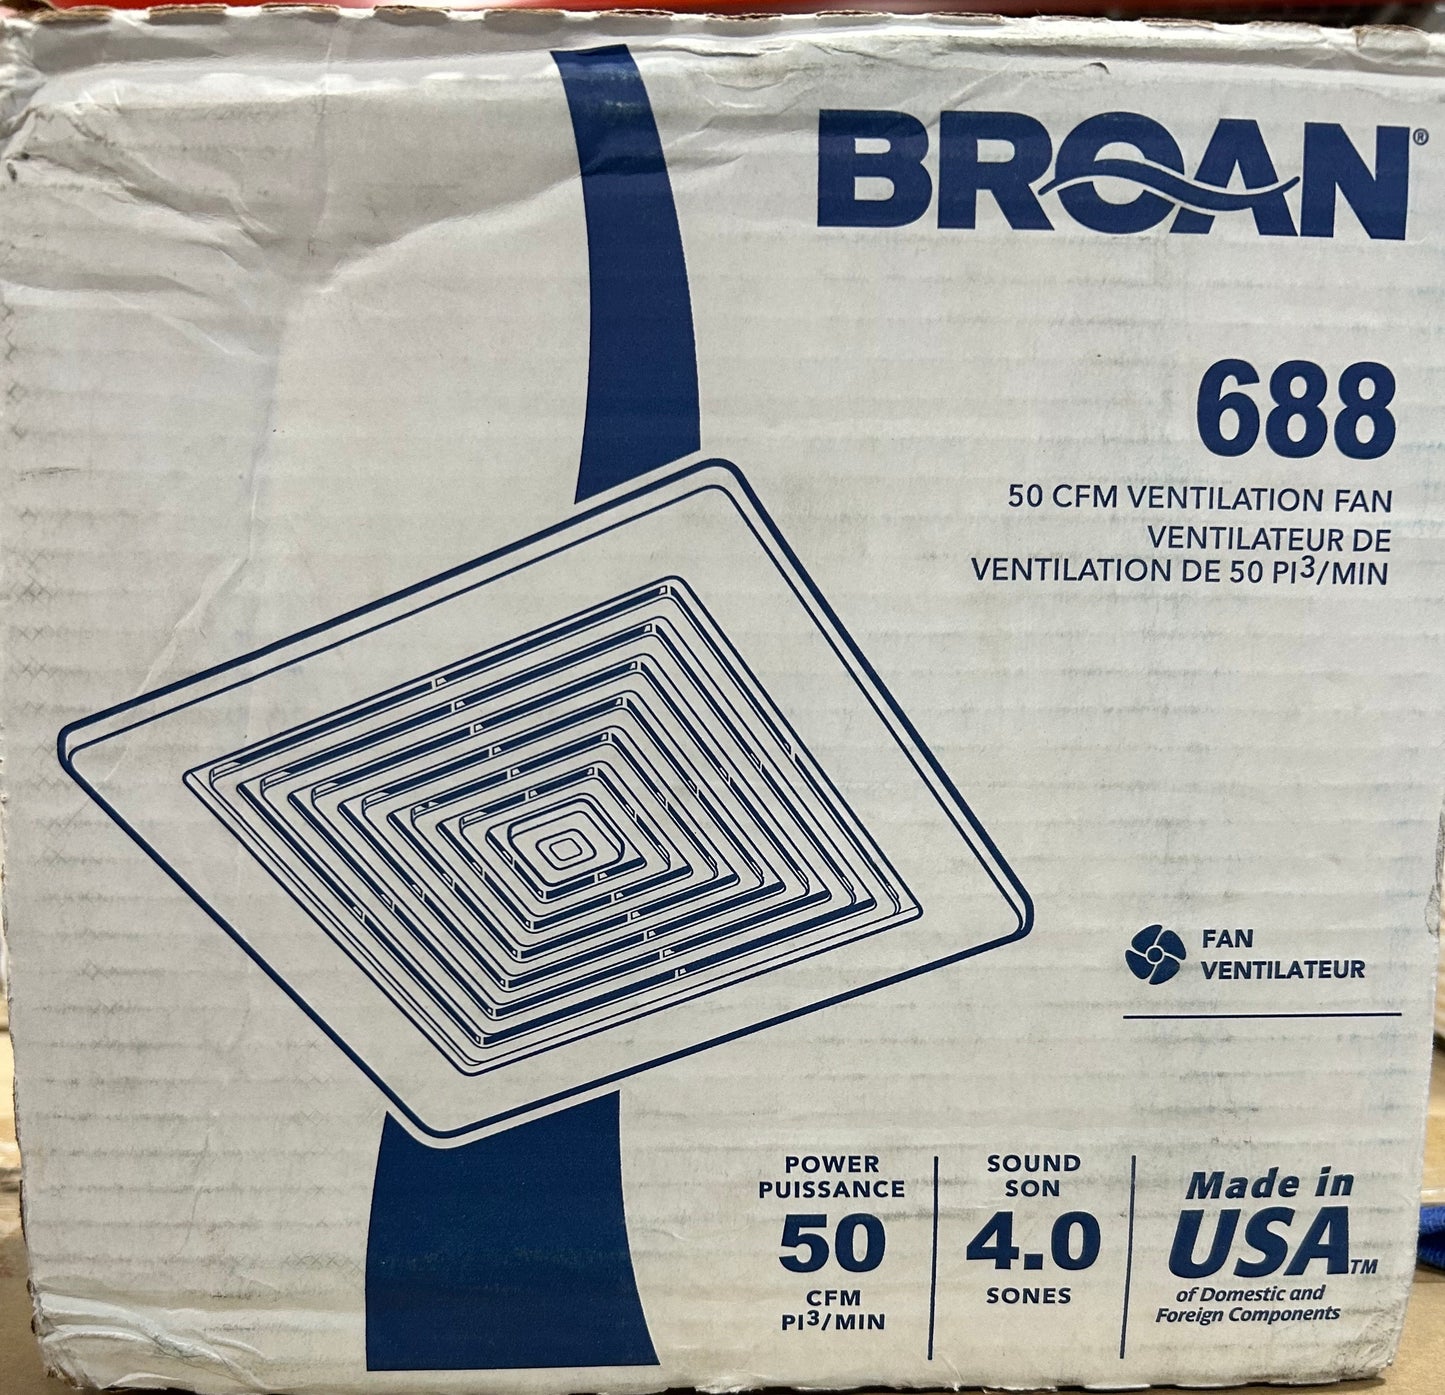 BROAN®
688
50 CFM VENTILATION FAN
VENTILATEUR DE
VENTILATION DE 50 PI³/MIN
FAN
VENTILATEUR
POWER
PUISSANCE
50
CFM
PI³/MIN
SOUND
SON
4.0
SONES
Made in
USA™
of Domestic and
Foreign Components